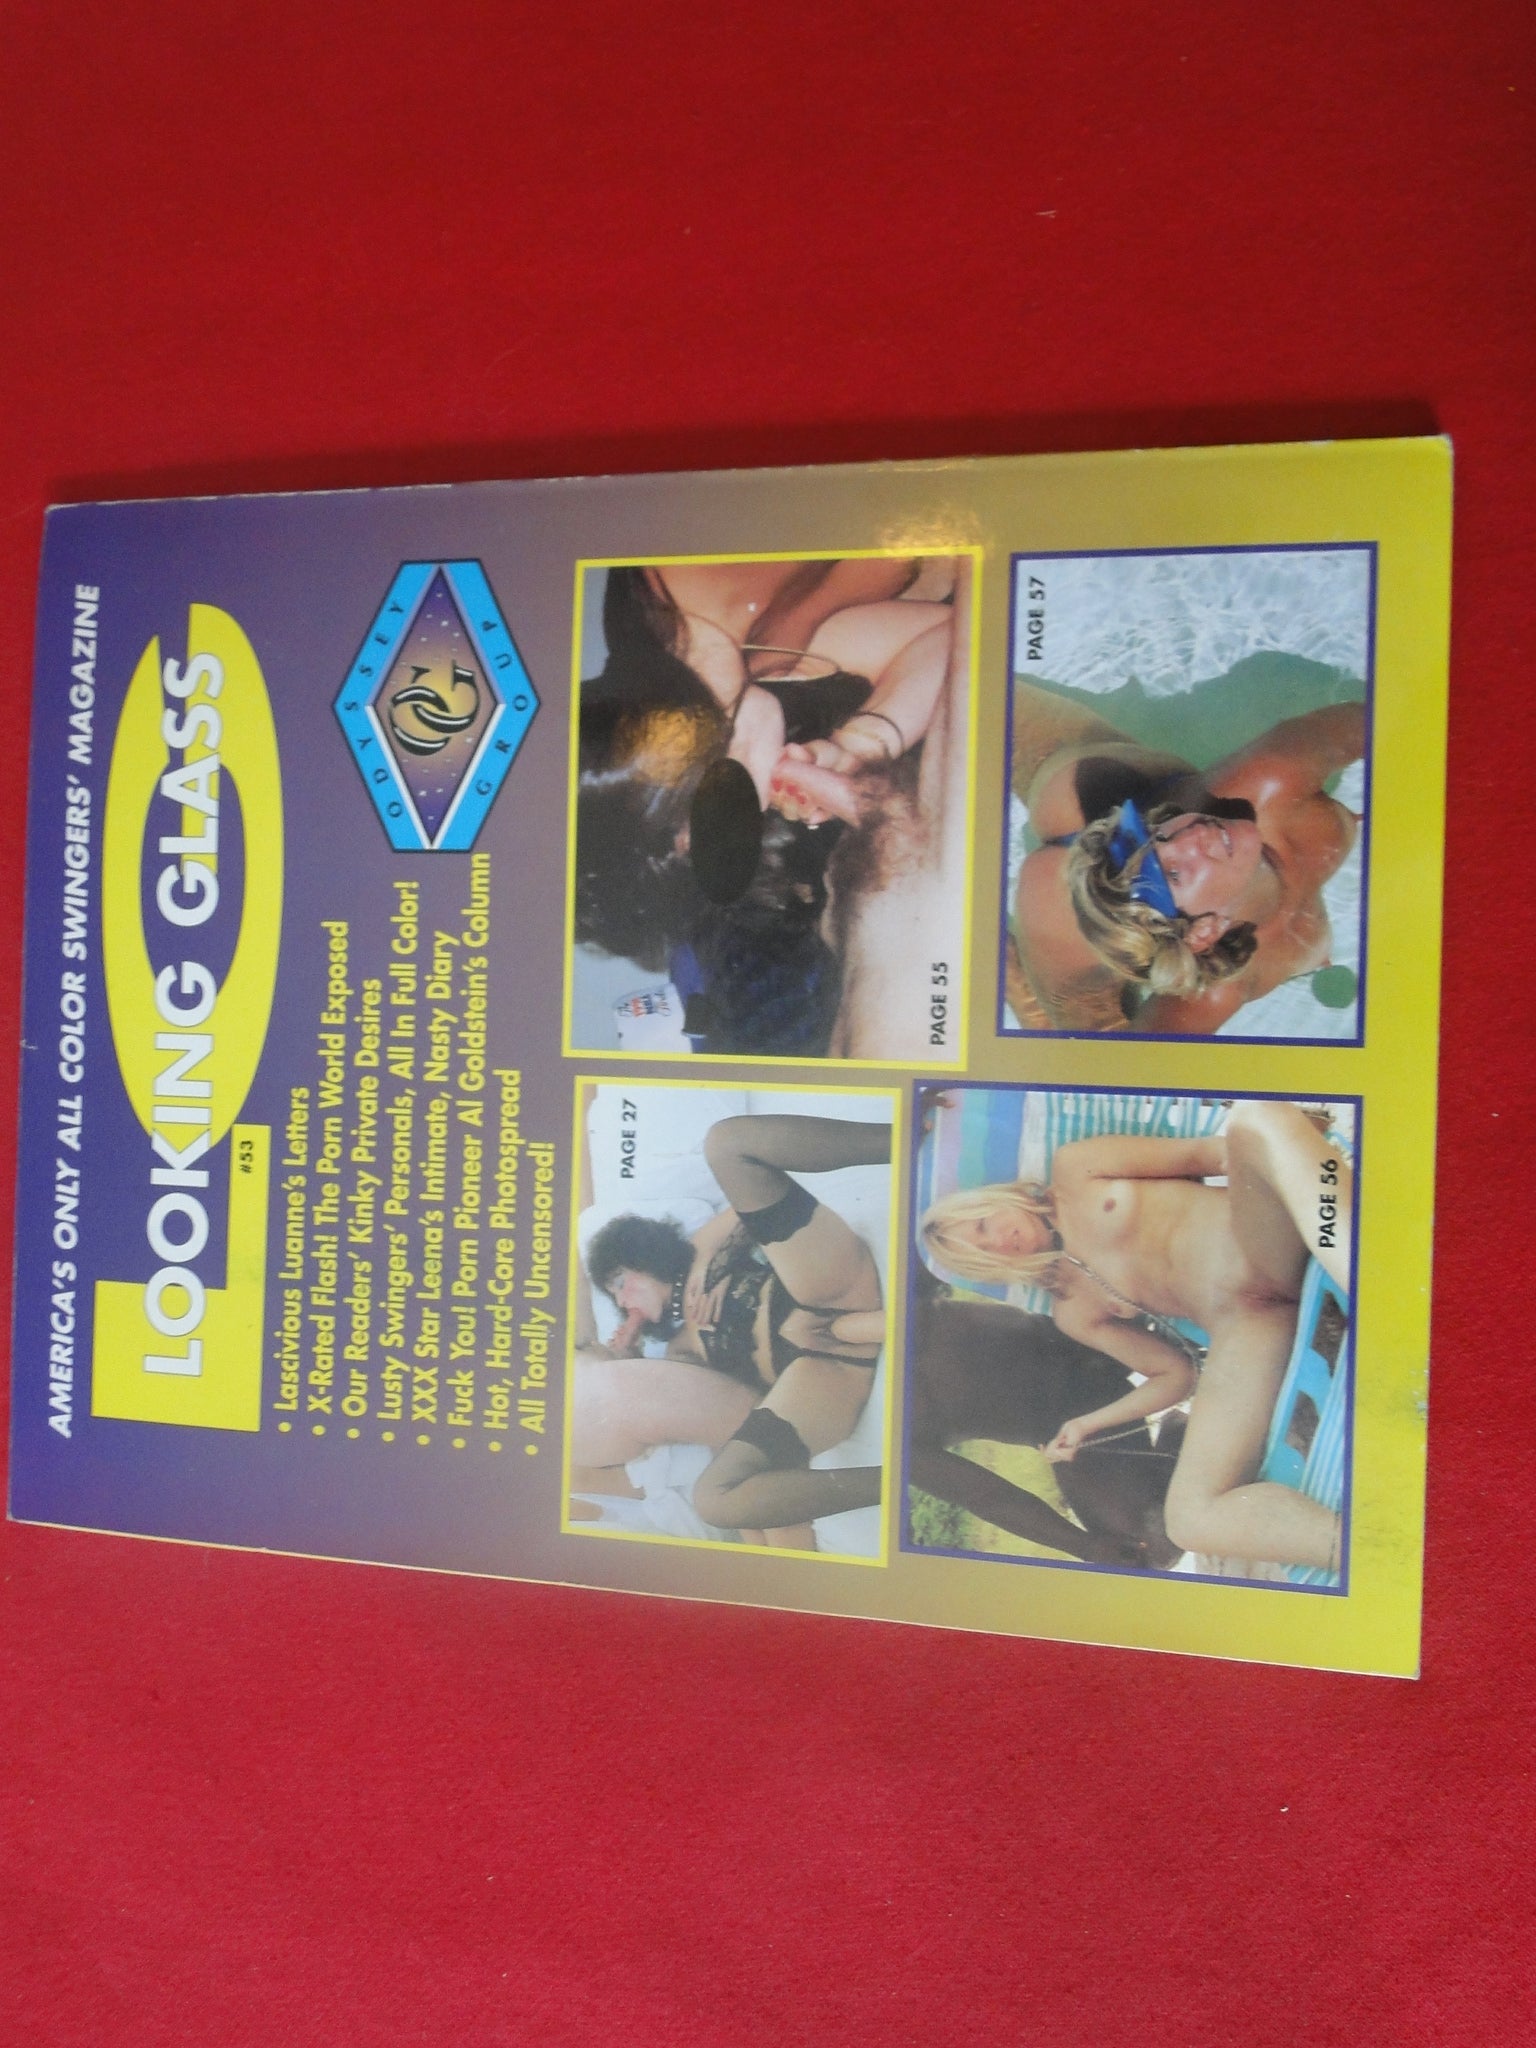 AMERICA'S ONLY ALL COLOR SWINGERS' MAGAZINE
LOOKING GLASS
#53
• Lascivious Luanne's Letters
• X-Rated Flash! The Porn World Exposed
• Our Readers' Kinky Private Desires
• Lusty Swingers' Personals, All In Full Color!
• XXX Star Leena's Intimate, Nasty Diary
• Fuck You! Porn Pioneer Al Goldstein's Column
• Hot, Hard-Core Photospread
• All Totally Uncensored!
ODYSSEY
OG
GROUP
PAGE 27
PAGE 55
PAGE 56
PAGE 57